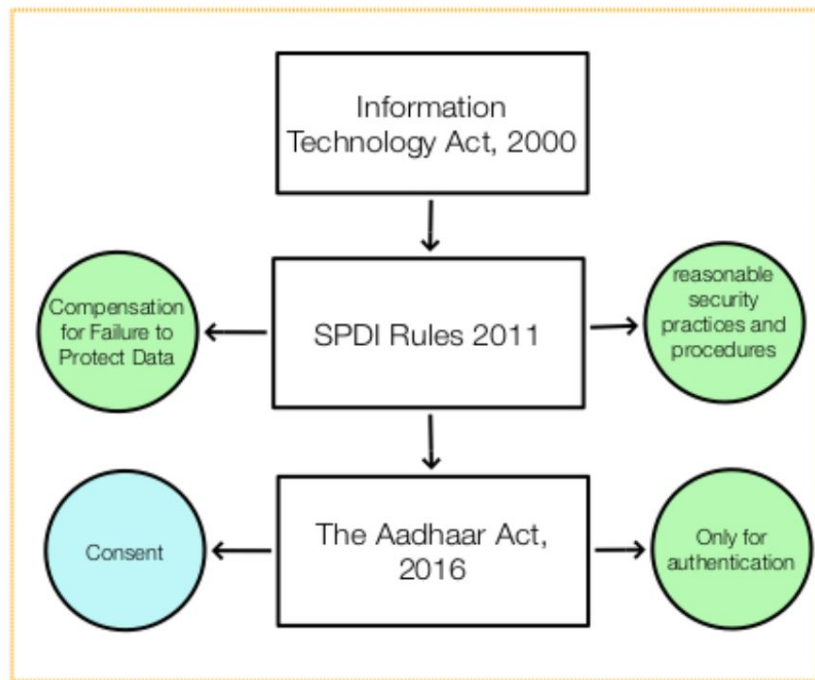 Information
Technology Act, 2000
Compensation
for Failure to
Protect Data
SPDI Rules 2011
reasonable
security
practices and
procedures
Consent
The Aadhaar Act,
2016
Only for
authentication